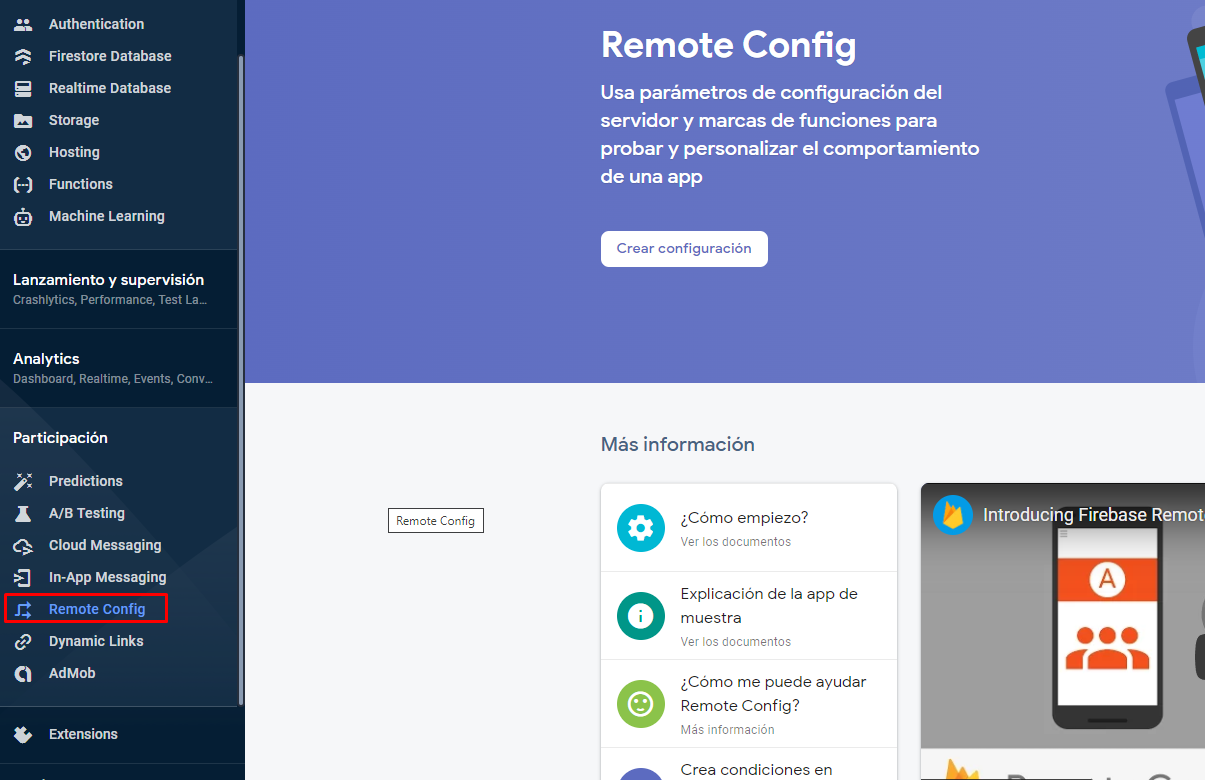 Authentication
Firestore Database
Realtime Database
Storage
Hosting
Functions
Machine Learning
Lanzamiento y supervisión
Crashlytics, Performance, Test La...
Analytics
Dashboard, Realtime, Events, Conv...
Participación
Predictions
A/B Testing
Cloud Messaging
In-App Messaging
Remote Config
Dynamic Links
AdMob
Extensions
Remote Config
Usa parámetros de configuración del
servidor y marcas de funciones para
probar y personalizar el comportamiento
de una app
Crear configuración
Más información
Remote Config
¿Cómo empiezo?
Ver los documentos
Explicación de la app de
muestra
Ver los documentos
¿Cómo me puede ayudar
Remote Config?
Más información
Crea condiciones en
Introducing Firebase Remot
A